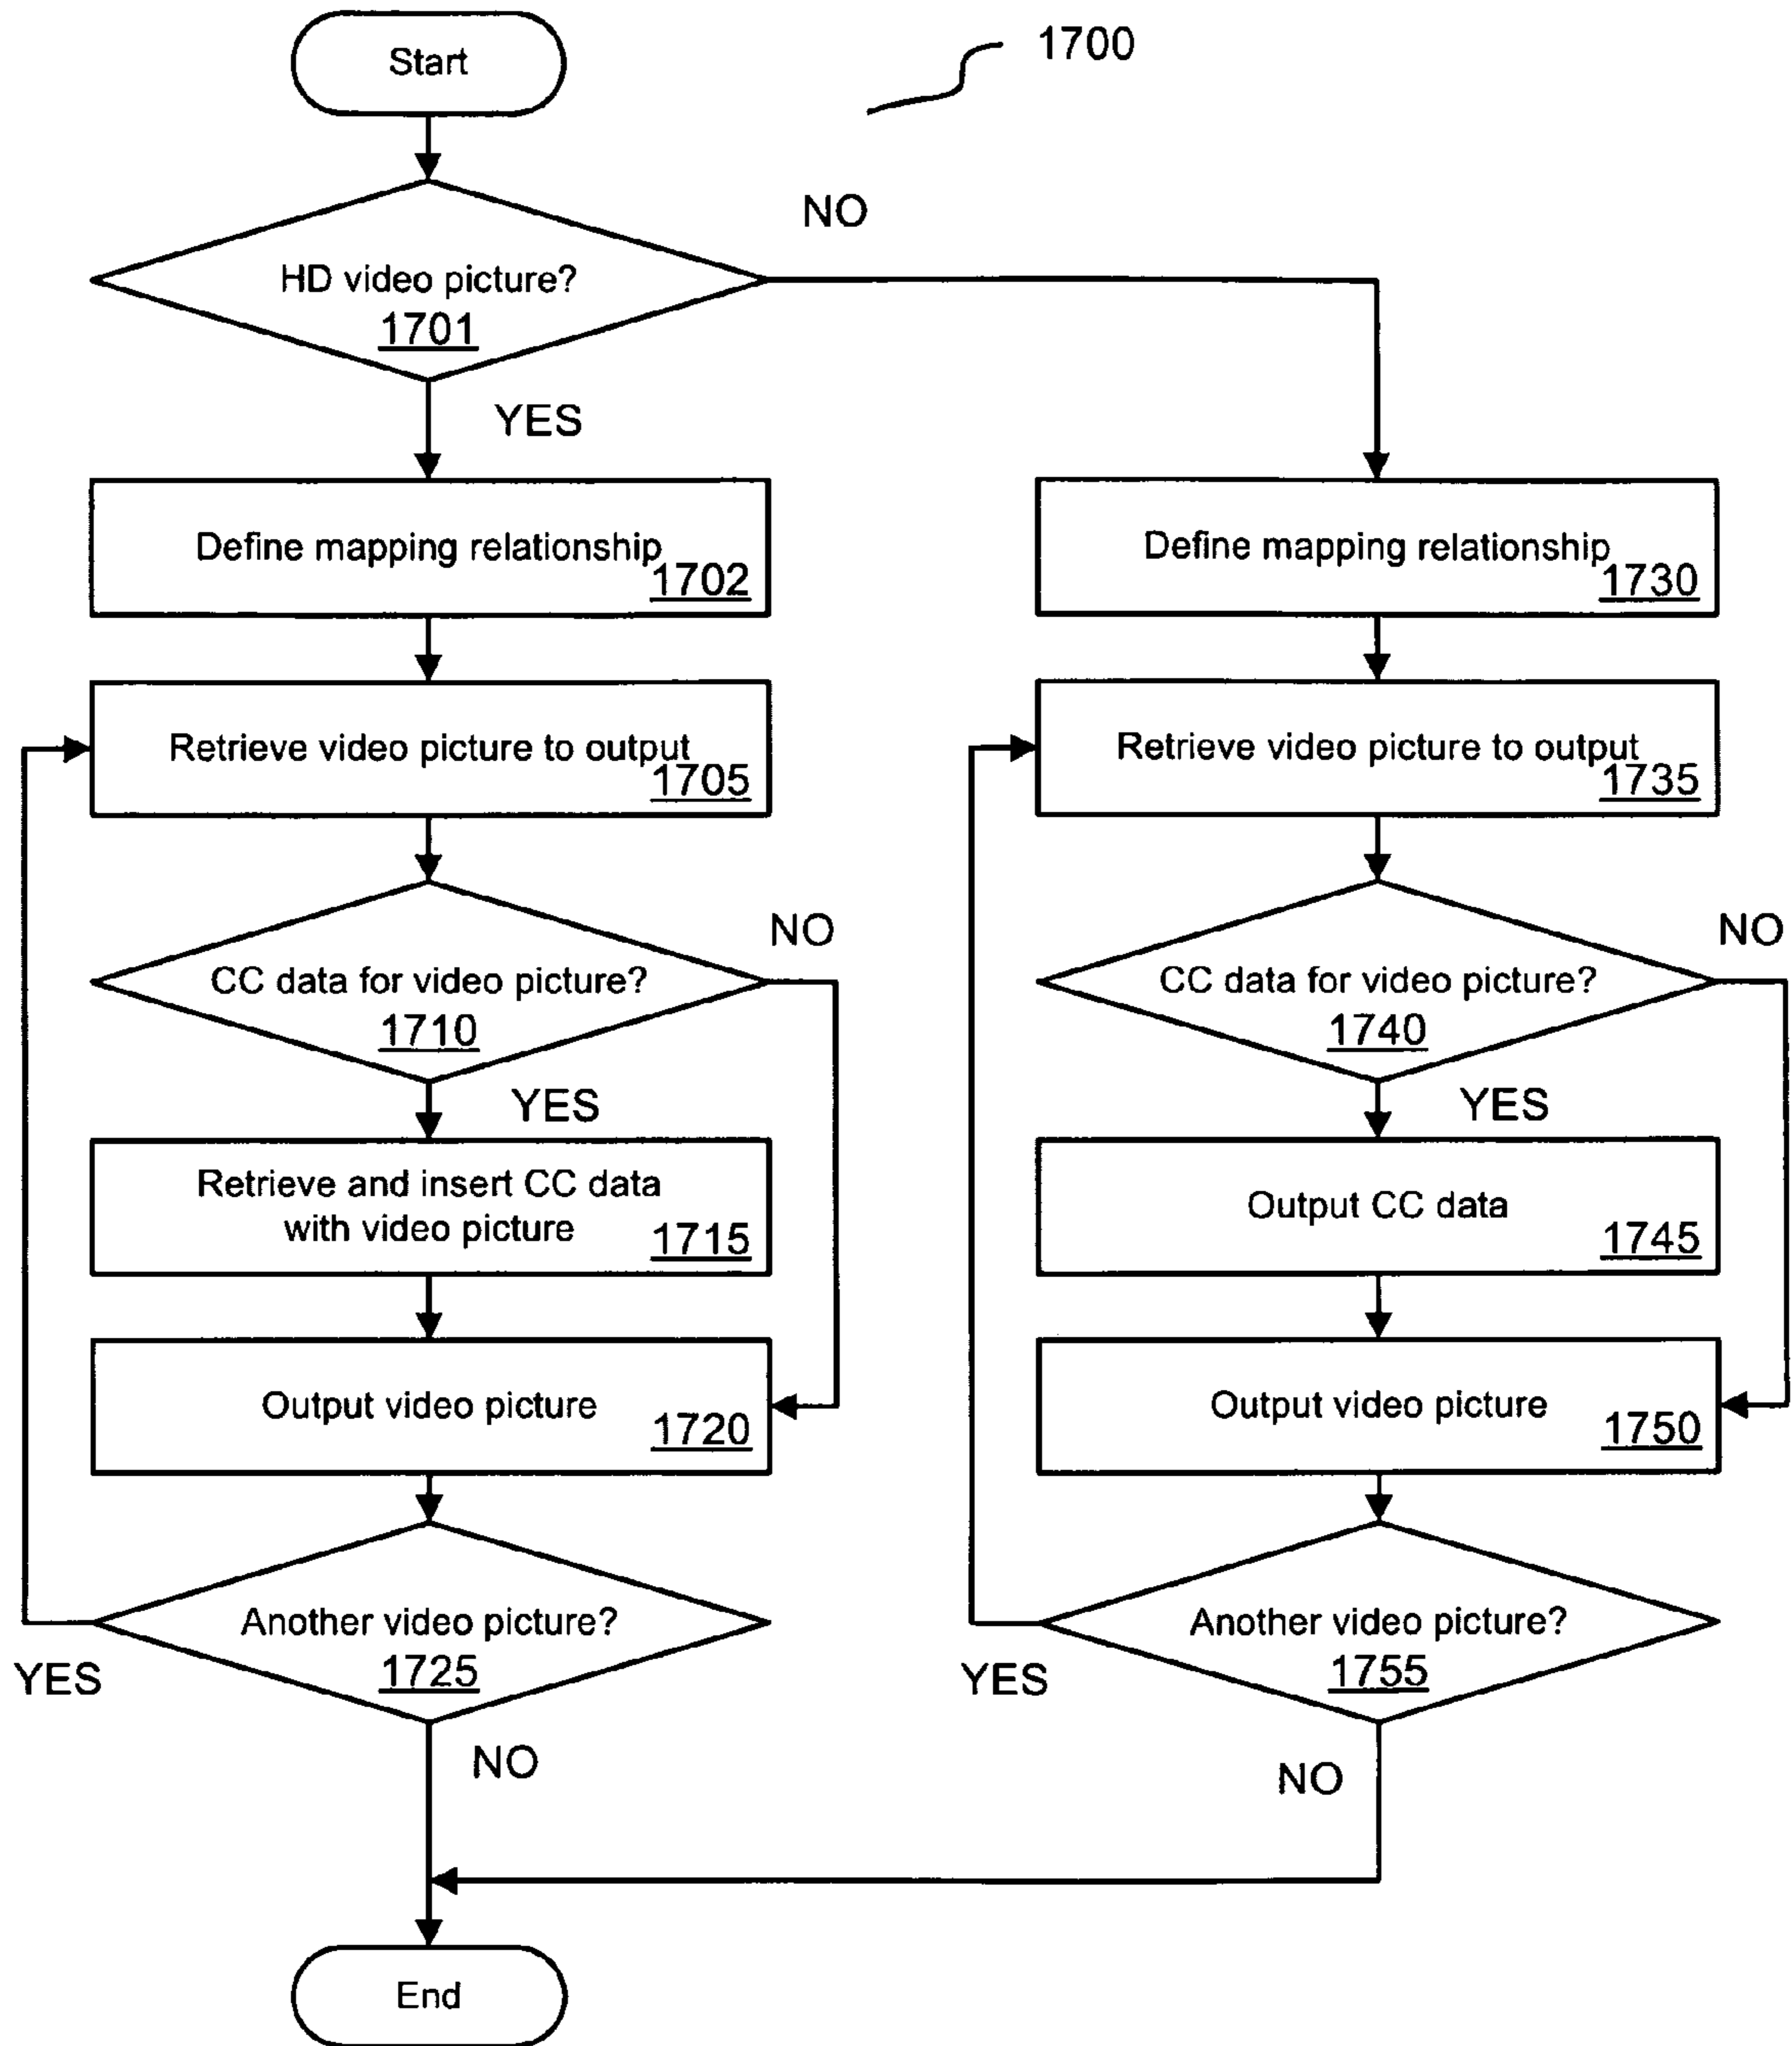 Start
1700
HD video picture?
1701
NO
YES
Define mapping relationship
1702
Retrieve video picture to output
1705
CC data for video picture?
1710
NO
YES
Retrieve and insert CC data
with video picture
1715
Output video picture
1720
Another video picture?
1725
YES
NO
Define mapping relationship
1730
Retrieve video picture to output
1735
CC data for video picture?
1740
NO
YES
Output CC data
1745
Output video picture
1750
Another video picture?
1755
YES
NO
End